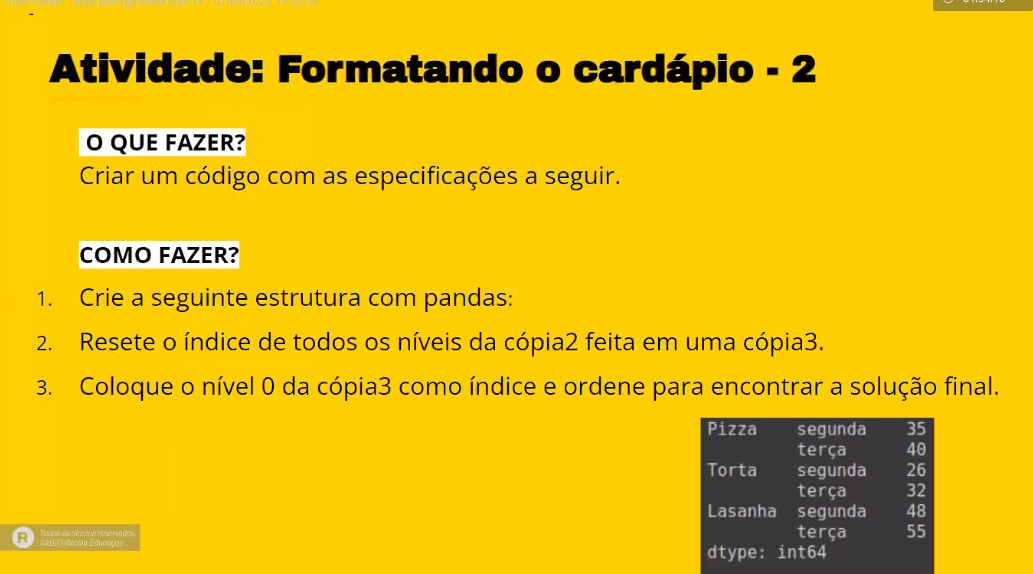 Atividade: Formatando o cardápio - 2
O QUE FAZER?
Criar um código com as especificações a seguir.
COMO FAZER?
1. Crie a seguinte estrutura com pandas:
2. Resete o índice de todos os níveis da cópia2 feita em uma cópia3.
3. Coloque o nível 0 da cópia3 como índice e ordene para encontrar a solução final.
Pizza segunda 35
terça 40
Torta segunda 26
terça 32
Lasanha segunda 48
terça 55
dtype: int64
R
Todos os direitos reservados